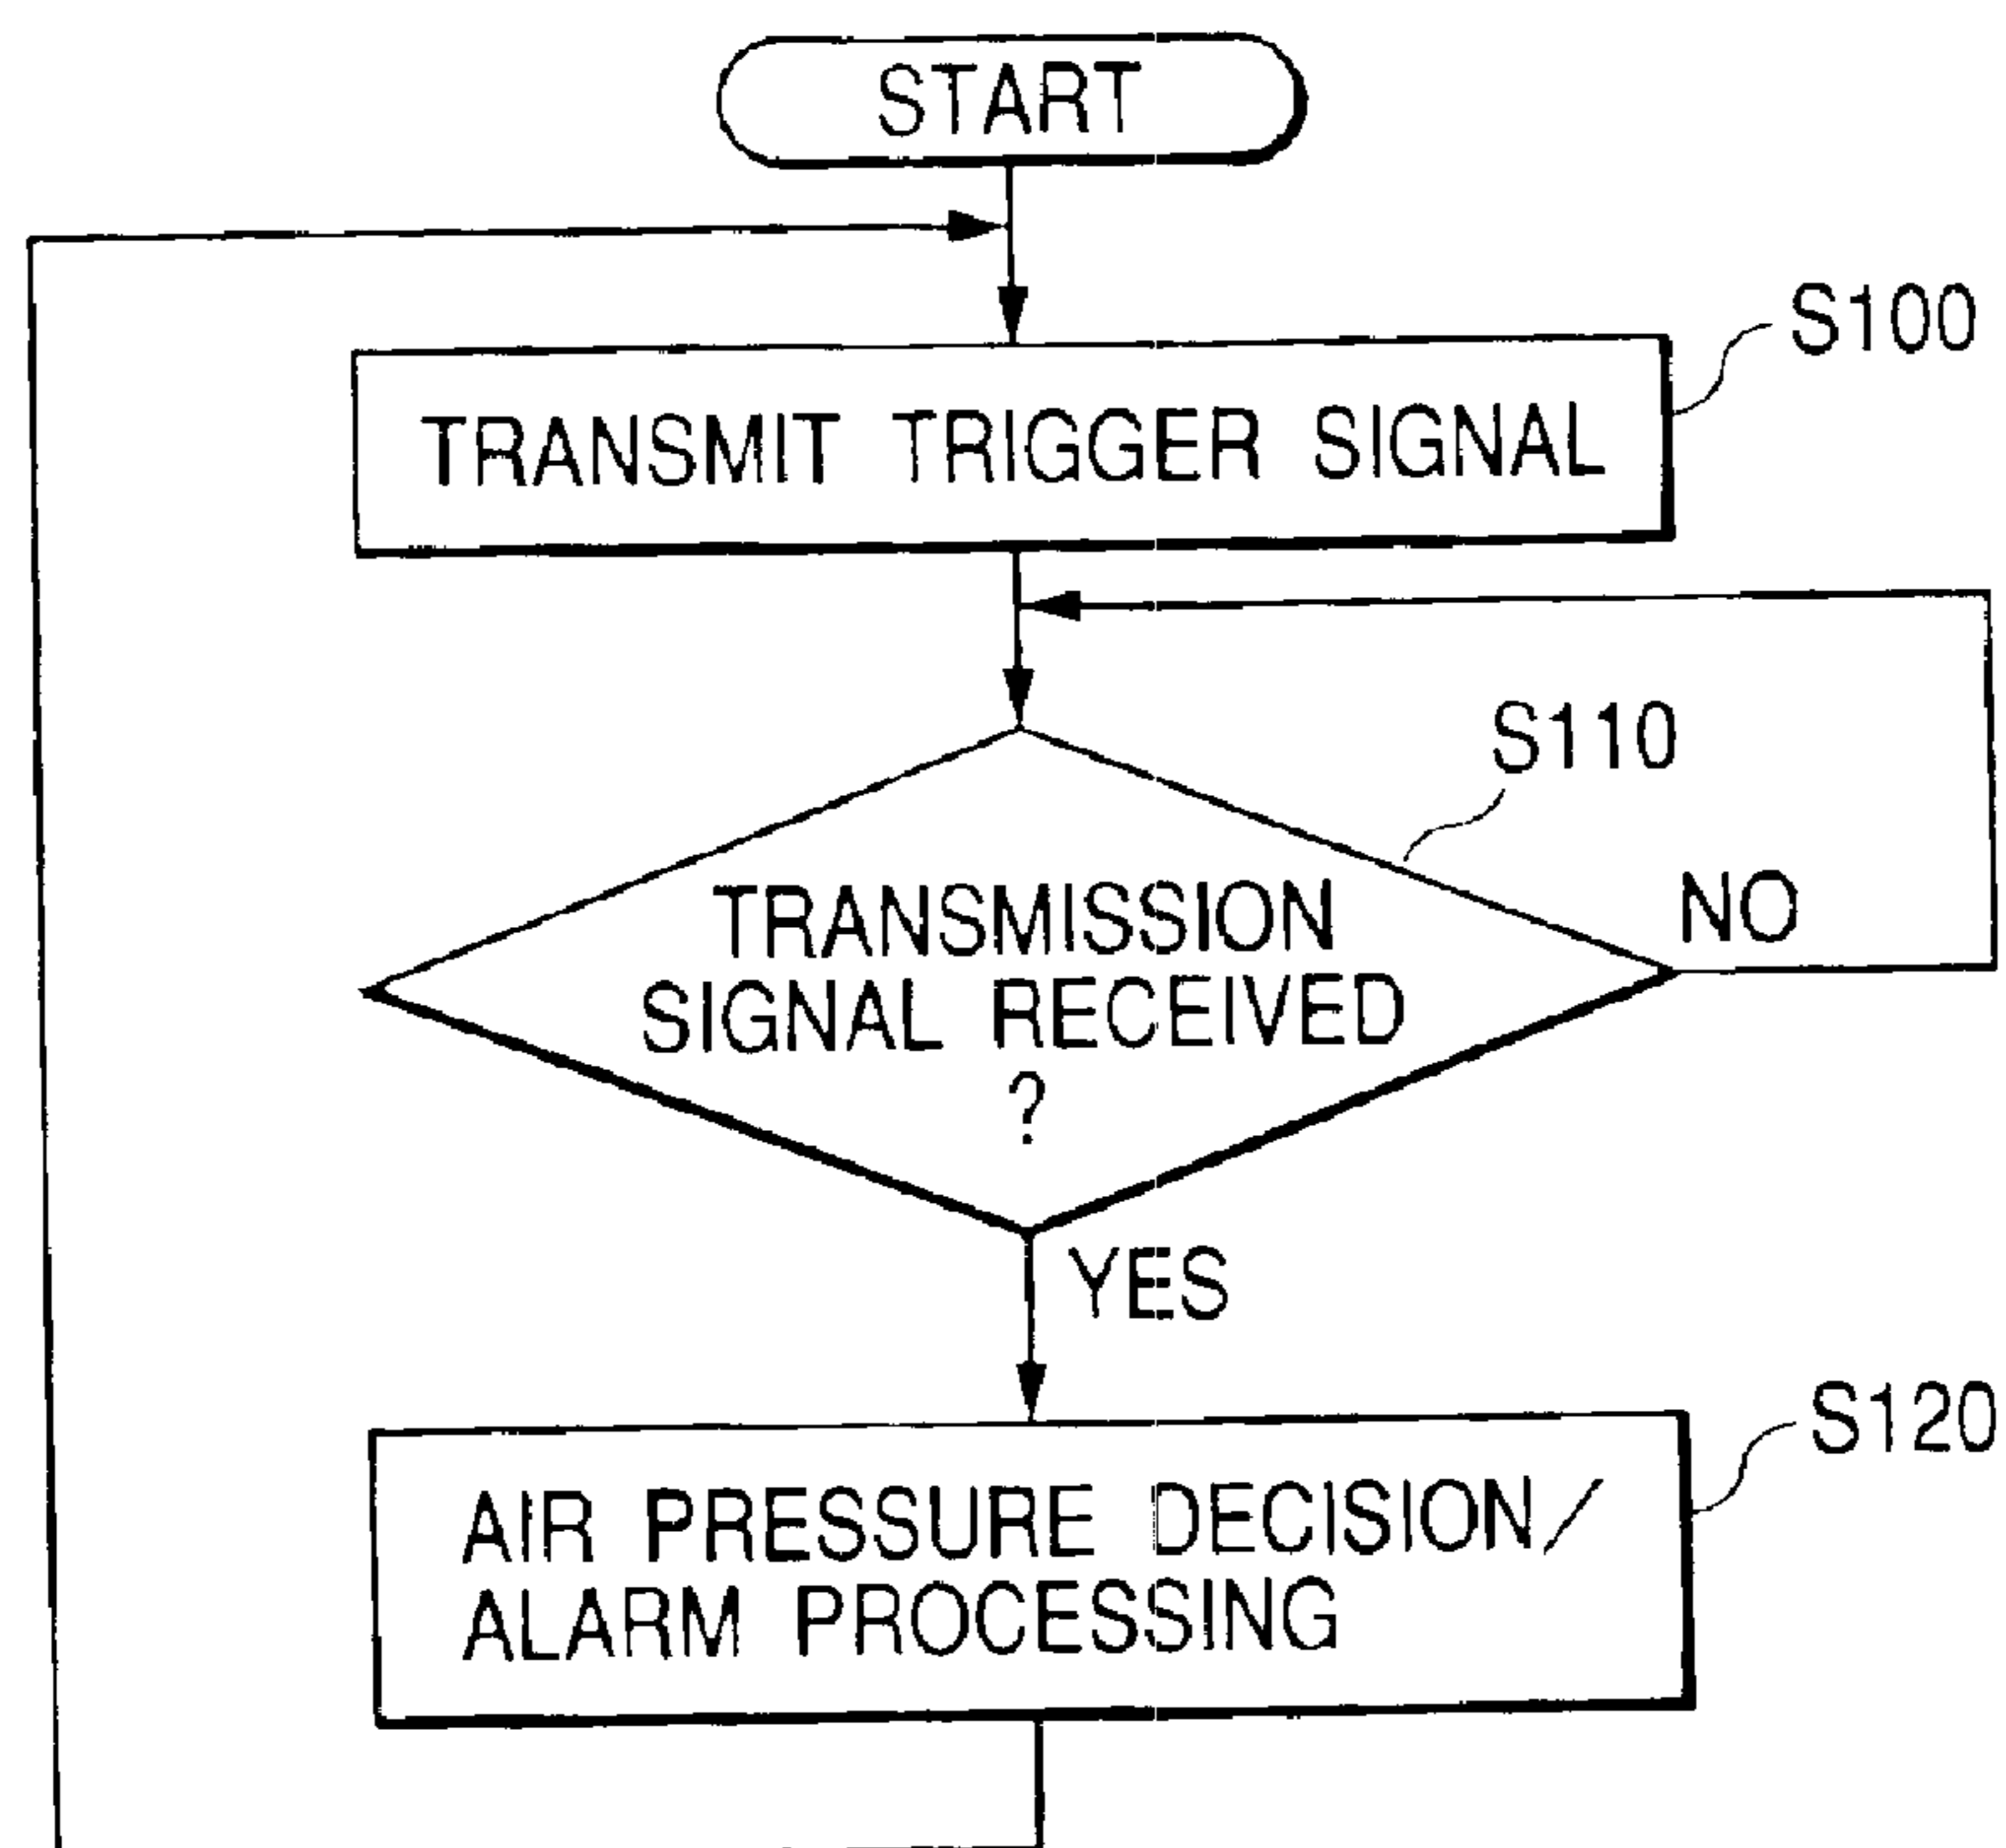 START
S100
TRANSMIT TRIGGER SIGNAL
S110
TRANSMISSION
SIGNAL RECEIVED
?
NO
YES
S120
AIR PRESSURE DECISION/
ALARM PROCESSING